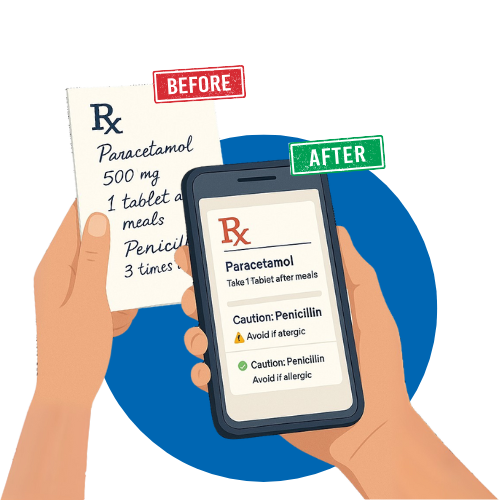 BEFORE
Rx
Paracetamol
500 mg
1 tablet a
meals
Penicil
3 times
AFTER
Rx
Paracetamol
Take 1 Tablet after meals
Caution: Penicillin
Avoid if atergic
Caution: Penicillin
Avoid if allergic